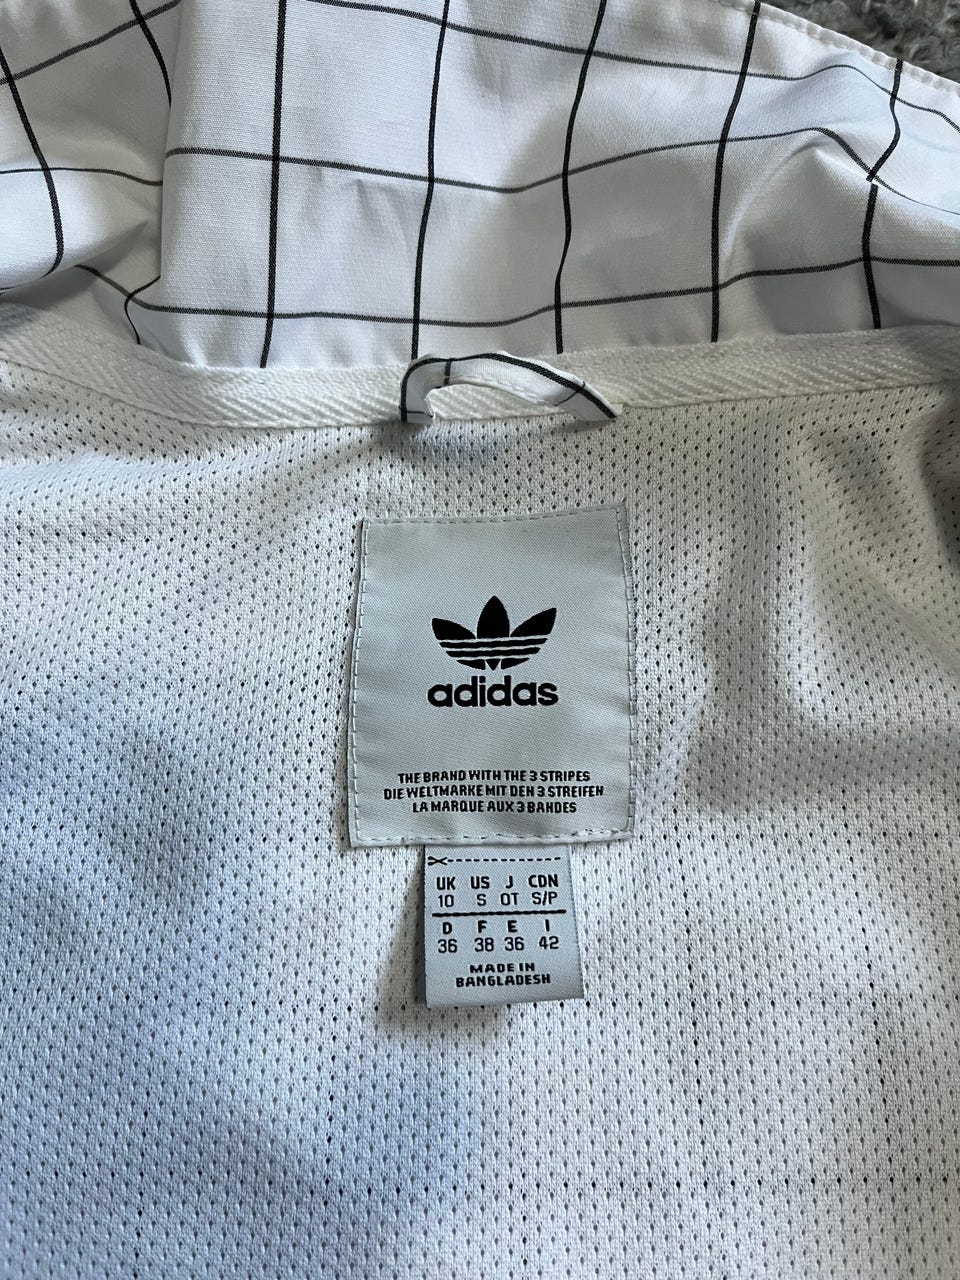 adidas
THE BRAND WITH THE 3 STRIPES
DIE WELTMARKE MIT DEN 3 STREIFEN
LA MARQUE AUX 3 BANDES
UK US J CDN
10 S OT S/P
D F E I
36 38 36 42
MADE IN
BANGLADESH